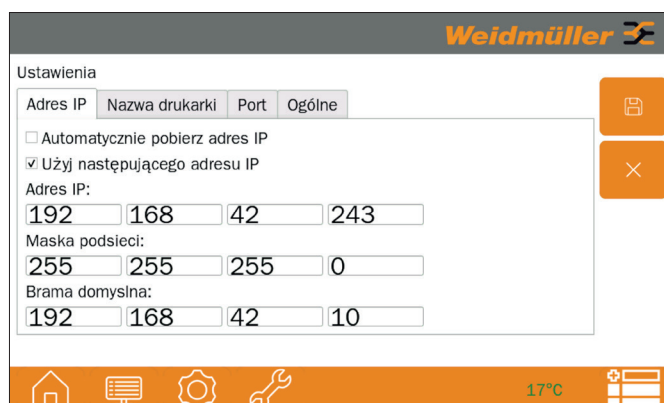 Weidmüller
Ustawienia
Adres IP Nazwa drukarki Port Ogólne
Automatycznie pobierz adres IP
Użyj następującego adresu IP
Adres IP:
192 168 42 243
Maska podsieci:
255 255 255 0
Brama domyslna:
192 168 42 10
17°C